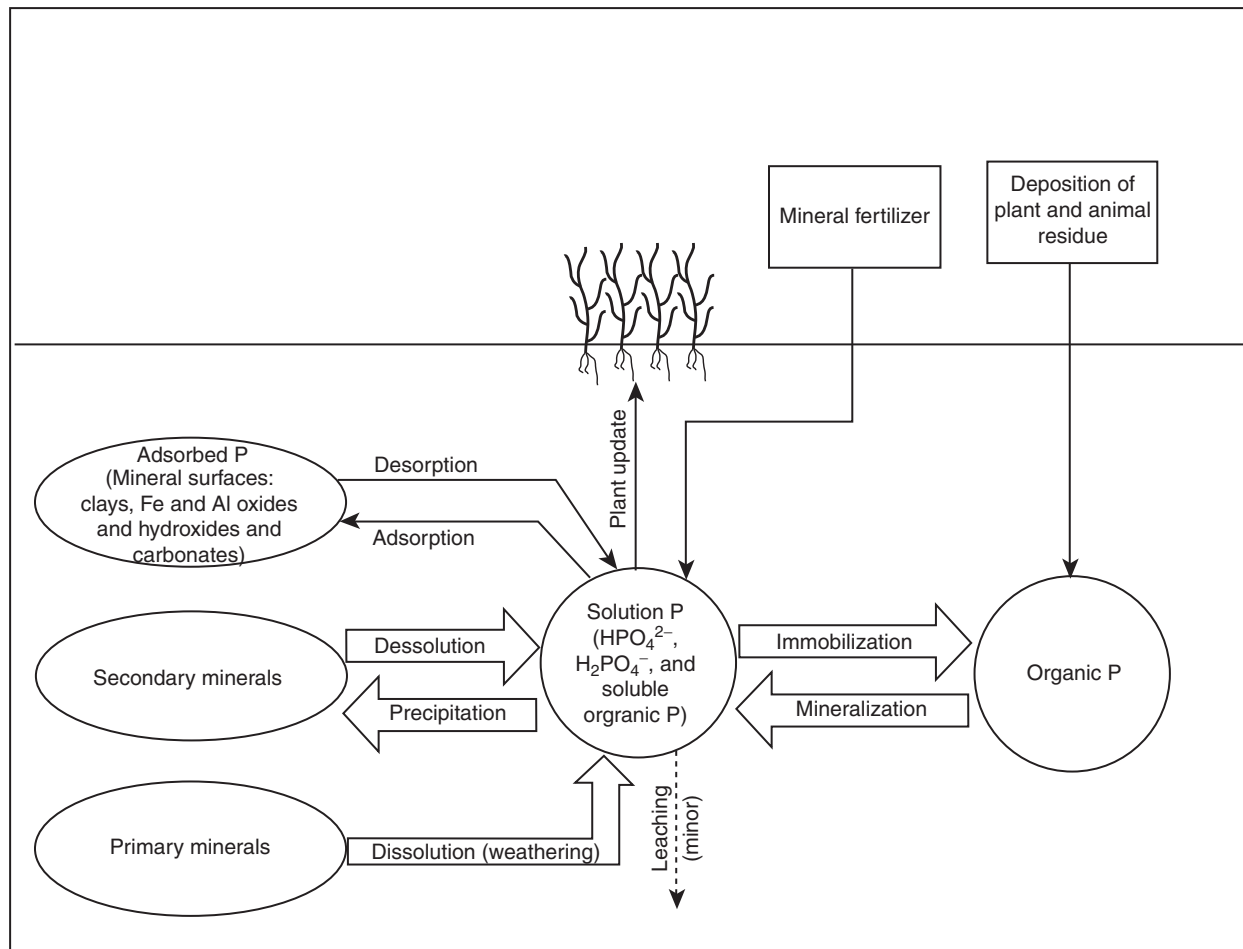 Mineral fertilizer
Deposition of
plant and animal
residue
Adsorbed P
(Mineral surfaces:
clays, Fe and Al oxides
and hydroxides and
carbonates)
Desorption
Adsorption
Plant update
Secondary minerals
Dessolution
Precipitation
Solution P
(HPO₄²⁻,
H₂PO₄⁻, and
soluble
orgranic P)
Immobilization
Mineralization
Organic P
Primary minerals
Dissolution (weathering)
Leaching
(minor)